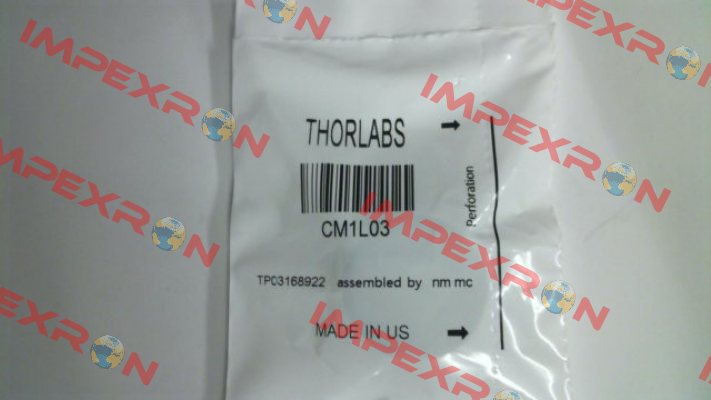 THORLABS
Perforation
CM1L03
TP03168922 assembled by nm mc
MADE IN US
IMPEXRON
IMPEXRON
IMPEXRON
IMPEXRON
IMPEXRON
IMPEXRON
IMPEXRON